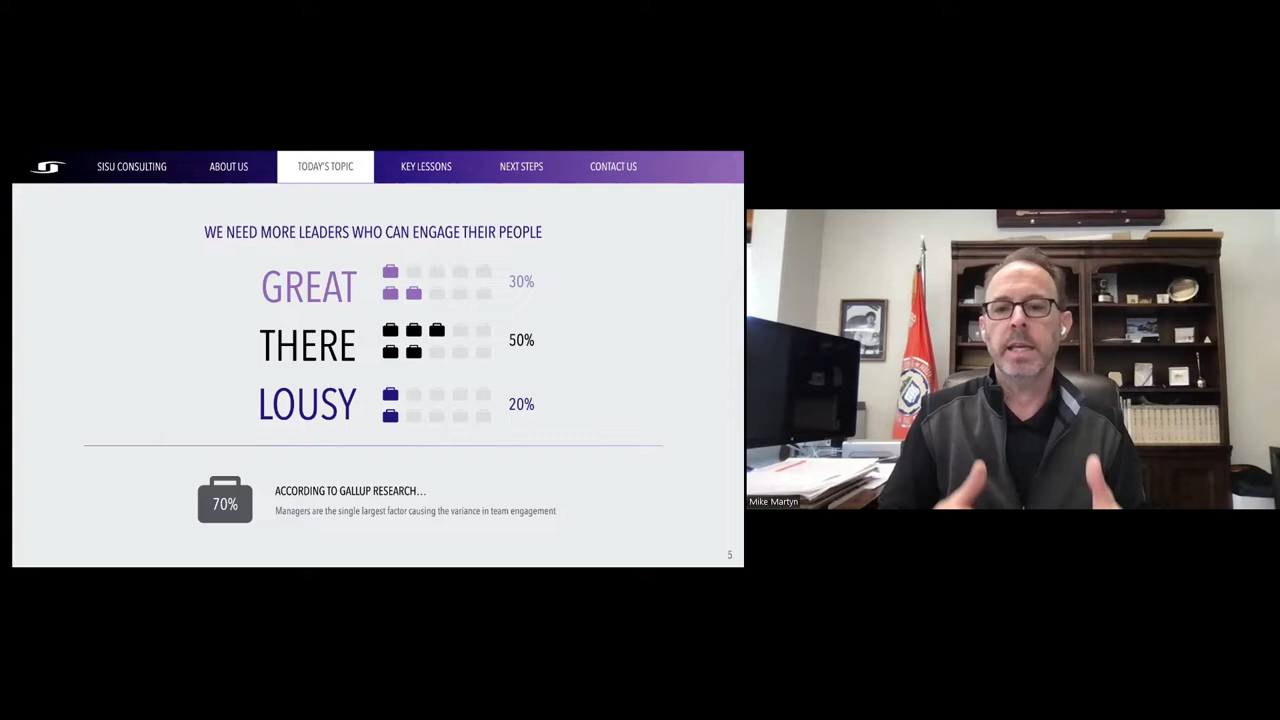 SISU CONSULTING
ABOUT US
TODAY'S TOPIC
KEY LESSONS
NEXT STEPS
CONTACT US
WE NEED MORE LEADERS WHO CAN ENGAGE THEIR PEOPLE
GREAT
30%
THERE
50%
LOUSY
20%
70%
ACCORDING TO GALLUP RESEARCH…
Managers are the single largest factor causing the variance in team engagement
5
Mike Martyn